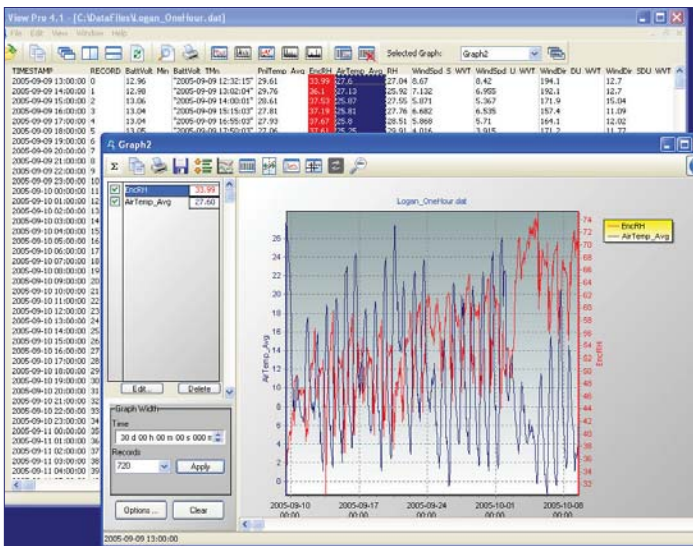 View Pro 4.1 - [C:\DataFiles\Logan_OneHour.dat]
File Edit View Window Help
Selected Graph: Graph2
TIMESTAMP RECORD BattVolt_Min BattVolt_TMn PnlTemp_Avg EncRH AirTemp_Avg RH WindSpd_S_WVT WindSpd_U_WVT WindDir_DU_WVT WindDir_SDU_WVT
2005-09-09 13:00:00 0 12.96 "2005-09-09 12:32:15" 29.61 33.99 27.6 27.04 8.67 8.42 194.1 12.7
2005-09-09 14:00:00 1 12.98 "2005-09-09 13:02:04" 29.76 36.1 27.13 25.92 7.132 6.955 192.1 12.7
2005-09-09 15:00:00 2 13.06 "2005-09-09 14:00:01" 28.61 37.53 25.87 27.55 5.871 5.367 171.9 15.04
2005-09-09 16:00:00 3 13.04 "2005-09-09 15:15:03" 27.81 37.19 25.81 27.76 6.682 6.535 157.4 11.09
2005-09-09 17:00:00 4 13.04 "2005-09-09 16:55:03" 27.93 37.67 25.8 28.51 5.868 5.71 164.1 12.02
2005-09-09 18:00:00 5 13.05 "2005-09-09 17:50:03" 27.06 37.61 25.25 29.91 4.016 3.915 171.2 11.77
2005-09-09 19:00:00 6
2005-09-09 20:00:00 7
2005-09-09 21:00:00 8
2005-09-09 22:00:00 9
2005-09-09 23:00:00 10
2005-09-10 00:00:00 11
2005-09-10 01:00:00 12
2005-09-10 02:00:00 13
2005-09-10 03:00:00 14
2005-09-10 04:00:00 15
2005-09-10 05:00:00 16
2005-09-10 06:00:00 17
2005-09-10 07:00:00 18
2005-09-10 08:00:00 19
2005-09-10 09:00:00 20
2005-09-10 10:00:00 21
2005-09-10 11:00:00 22
2005-09-10 12:00:00 23
2005-09-10 13:00:00 24
2005-09-10 14:00:00 25
2005-09-10 15:00:00 26
2005-09-10 16:00:00 27
2005-09-10 17:00:00 28
2005-09-10 18:00:00 29
2005-09-10 19:00:00 30
2005-09-10 20:00:00 31
2005-09-10 21:00:00 32
2005-09-10 22:00:00 33
2005-09-10 23:00:00 34
2005-09-11 00:00:00 35
2005-09-11 01:00:00 36
2005-09-11 02:00:00 37
2005-09-11 03:00:00 38
2005-09-11 04:00:00 39
Graph2
Σ
EncRH 33.99
AirTemp_Avg 27.60
Edit... Delete
Graph Width
Time
30 d 00 h 00 m 00 s 000 m
Records
720 Apply
Options ... Clear
Logan_OneHour.dat
EncRH
AirTemp_Avg
AirTemp_Avg
26
24
22
20
18
16
14
12
10
8
6
4
2
0
EncRH
74
72
70
68
66
64
62
60
58
56
54
52
50
48
46
44
42
40
38
36
34
32
2005-09-10 2005-09-17 2005-09-24 2005-10-01 2005-10-08
00:00 00:00 00:00 00:00 00:00
2005-09-09 13:00:00